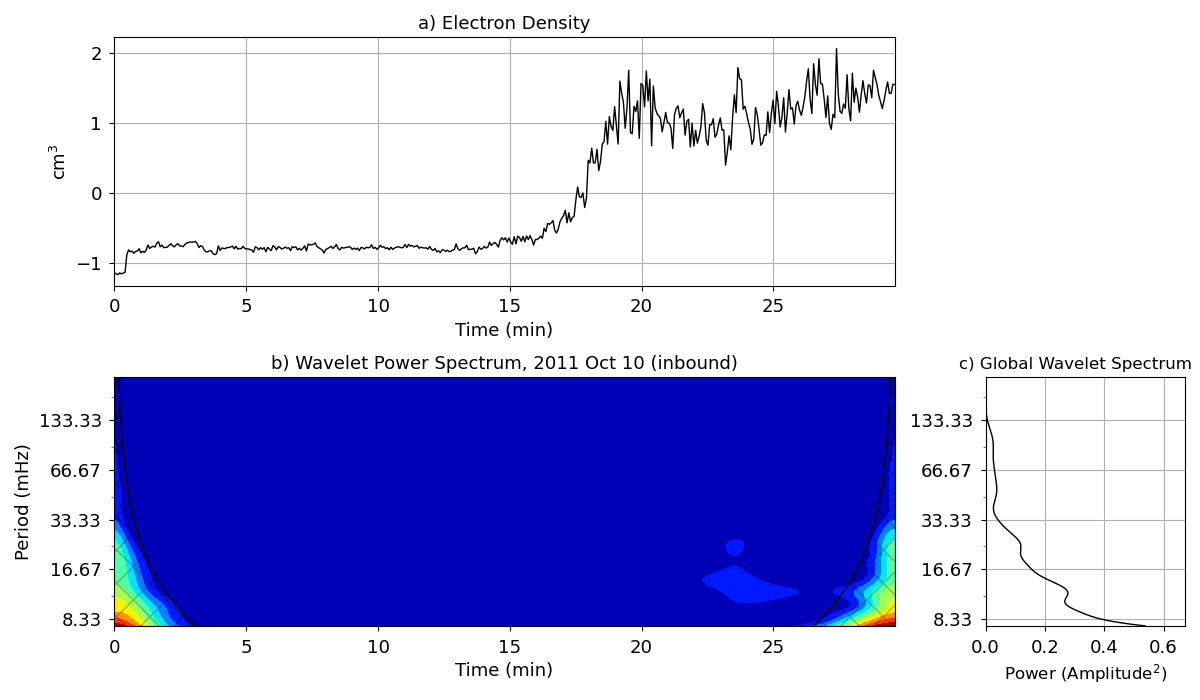 a) Electron Density
2
1
0
−1
cm³
0 5 10 15 20 25
Time (min)
b) Wavelet Power Spectrum, 2011 Oct 10 (inbound)
133.33
66.67
33.33
16.67
8.33
Period (mHz)
0 5 10 15 20 25
Time (min)
c) Global Wavelet Spectrum
133.33
66.67
33.33
16.67
8.33
0.0 0.2 0.4 0.6
Power (Amplitude²)